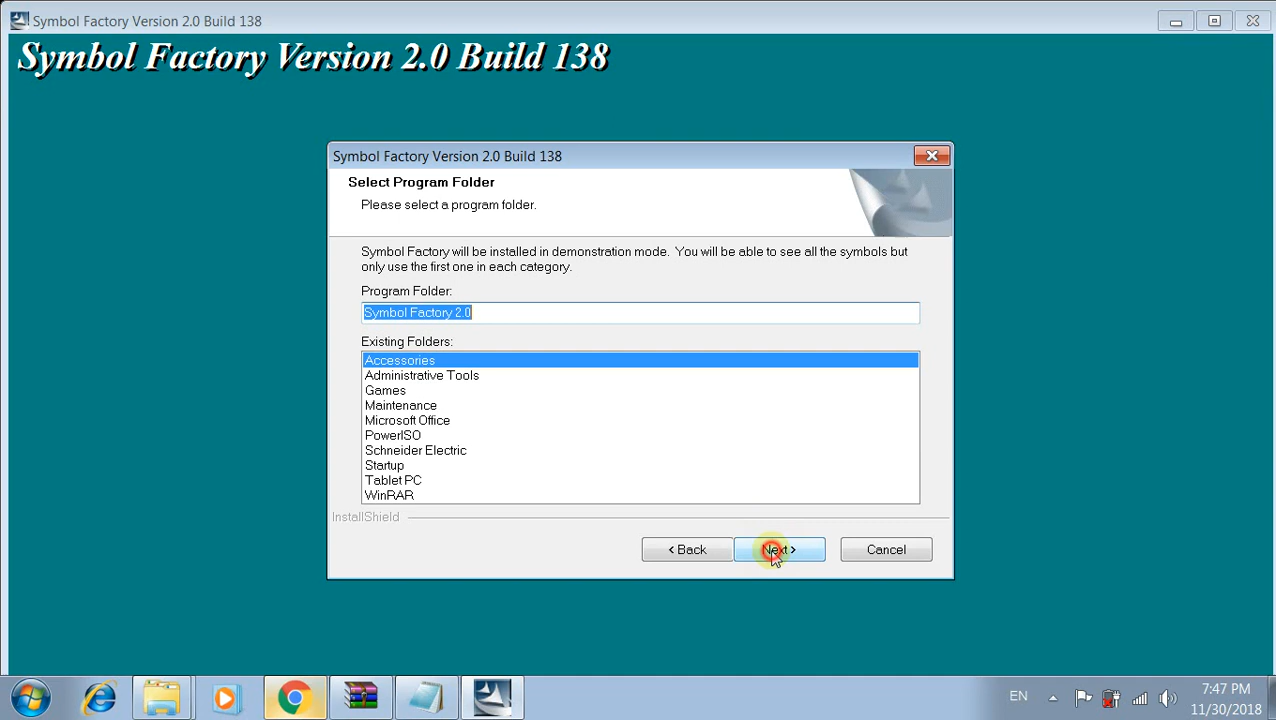 Symbol Factory Version 2.0 Build 138
Symbol Factory Version 2.0 Build 138
Symbol Factory Version 2.0 Build 138
Select Program Folder
Please select a program folder.
Symbol Factory will be installed in demonstration mode. You will be able to see all the symbols but
only use the first one in each category.
Program Folder:
Symbol Factory 2.0
Existing Folders:
Accessories
Administrative Tools
Games
Maintenance
Microsoft Office
PowerISO
Schneider Electric
Startup
Tablet PC
WinRAR
InstallShield
< Back
Next >
Cancel
EN
7:47 PM
11/30/2018